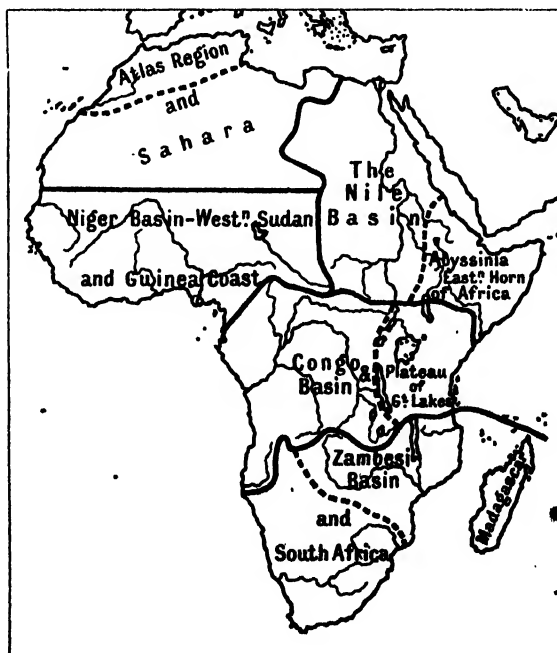 Atlas Region
and
Sahara
The
Nile
Basin
Niger Basin-Westn. Sudan
and Guinea Coast
Abyssinia
Eastn. Horn
of Africa
Congo
Basin
&
Plateau
of
Gt. Lakes
Zambesi
Basin
and
South Africa
Madagascar